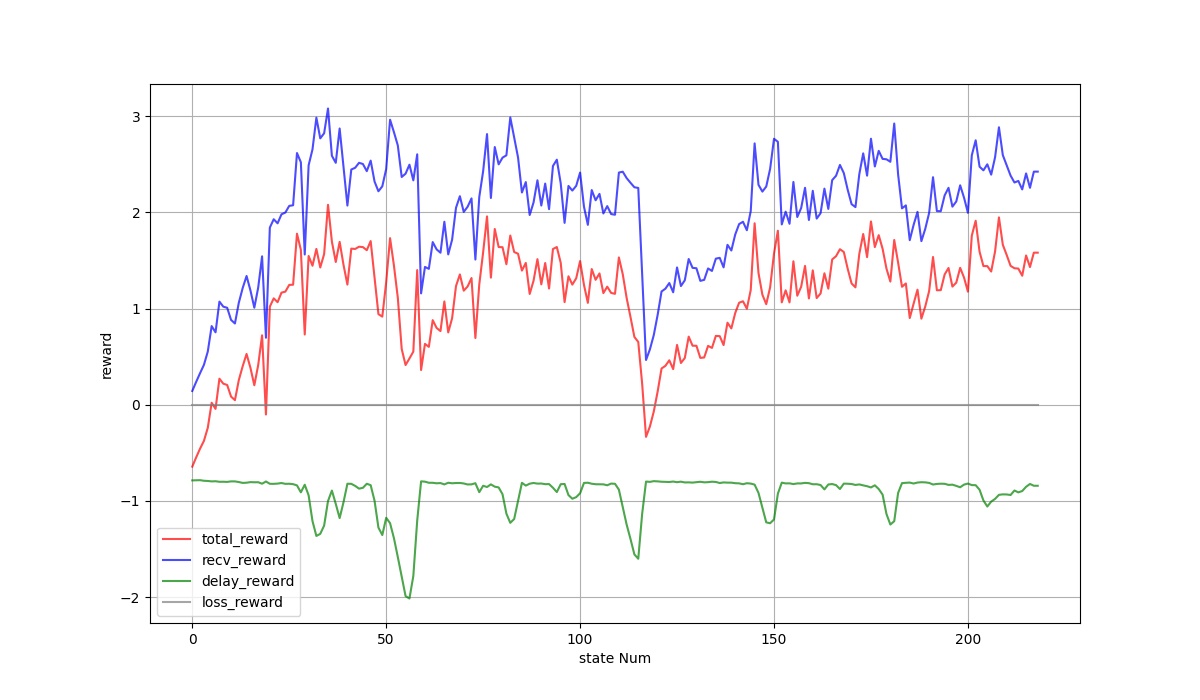 3
2
1
0
−1
−2
reward
total_reward
recv_reward
delay_reward
loss_reward
0 50 100 150 200
state Num